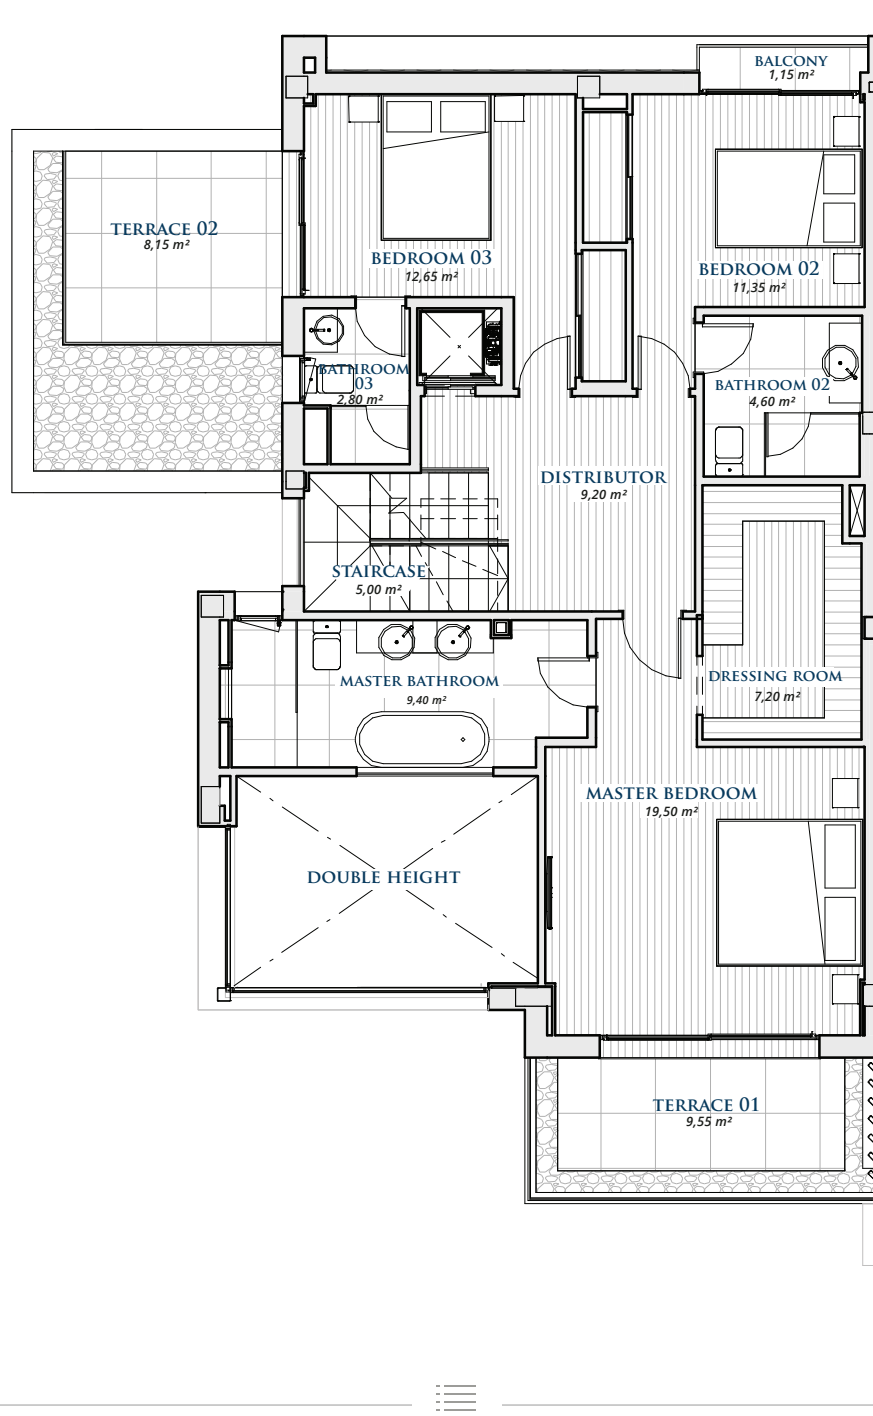 BALCONY
1,15 m²
TERRACE 02
8,15 m²
BEDROOM 03
12,65 m²
BEDROOM 02
11,35 m²
BATHROOM
03
2,80 m²
BATHROOM 02
4,60 m²
DISTRIBUTOR
9,20 m²
STAIRCASE
5,00 m²
MASTER BATHROOM
9,40 m²
DRESSING ROOM
7,20 m²
MASTER BEDROOM
19,50 m²
DOUBLE HEIGHT
TERRACE 01
9,55 m²